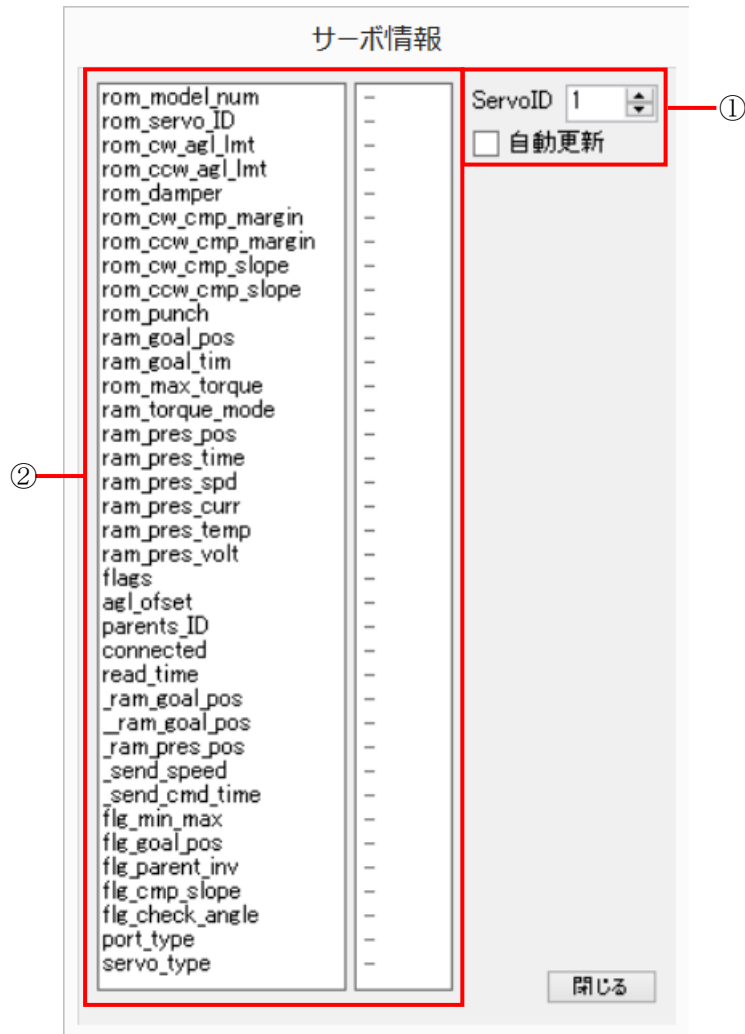 サーボ情報
rom_model_num –
rom_servo_ID –
rom_cw_agl_lmt –
rom_ccw_agl_lmt –
rom_damper –
rom_cw_cmp_margin –
rom_ccw_cmp_margin –
rom_cw_cmp_slope –
rom_ccw_cmp_slope –
rom_punch –
ram_goal_pos –
ram_goal_tim –
rom_max_torque –
ram_torque_mode –
ram_pres_pos –
ram_pres_time –
ram_pres_spd –
ram_pres_curr –
ram_pres_temp –
ram_pres_volt –
flags –
agl_ofset –
parents_ID –
connected –
read_time –
_ram_goal_pos –
__ram_goal_pos –
_ram_pres_pos –
_send_speed –
_send_cmd_time –
flg_min_max –
flg_goal_pos –
flg_parent_inv –
flg_cmp_slope –
flg_check_angle –
port_type –
servo_type –
ServoID 1
自動更新
①
②
閉じる